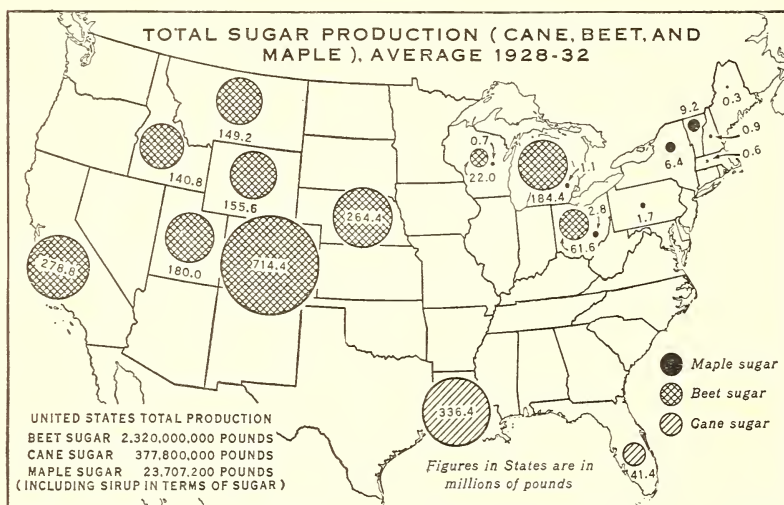 TOTAL SUGAR PRODUCTION (CANE, BEET, AND
MAPLE), AVERAGE 1928-32
149.2
140.8
155.6
180.0
278.8
714.4
264.4
0.7
22.0
184.4
1.1
61.6
2.8
1.7
6.4
9.2
0.3
0.9
0.6
336.4
41.4
Maple sugar
Beet sugar
Cane sugar
Figures in States are in
millions of pounds
UNITED STATES TOTAL PRODUCTION
BEET SUGAR 2,320,000,000 POUNDS
CANE SUGAR 377,800,000 POUNDS
MAPLE SUGAR 23,707,200 POUNDS
(INCLUDING SIRUP IN TERMS OF SUGAR)